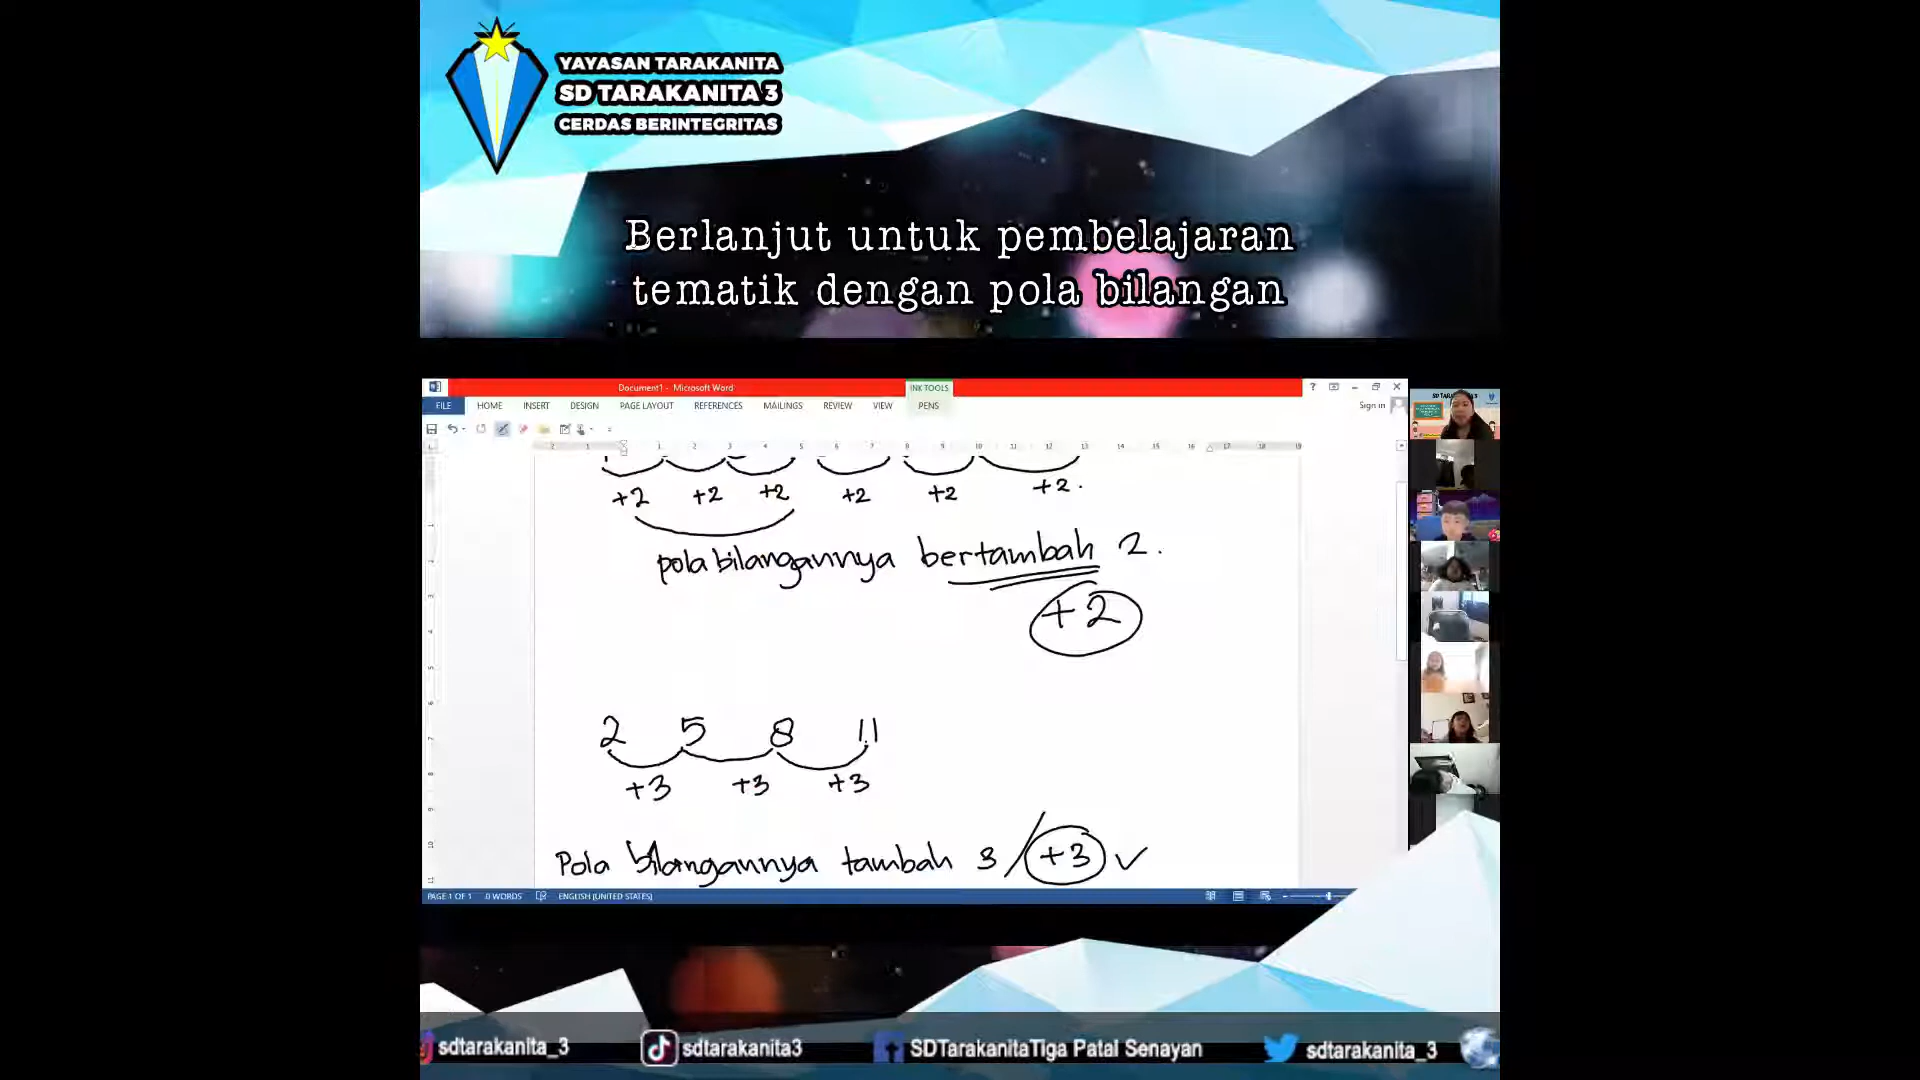 YAYASAN TARAKANITA
SD TARAKANITA 3
CERDAS BERINTEGRITAS
Berlanjut untuk pembelajaran
tematik dengan pola bilangan
Document1 - Microsoft Word
INK TOOLS
FILE HOME INSERT DESIGN PAGE LAYOUT REFERENCES MAILINGS REVIEW VIEW PENS
Sign in
+2 +2 +2 +2 +2 +2.
pola bilangannya bertambah 2.
+2
2 5 8 11
+3 +3 +3
Pola bilangannya tambah 3 / +3 ✓
PAGE 1 OF 1 0 WORDS ENGLISH (UNITED STATES)
sdtarakanita_3 sdtarakanita3 SDTarakanitaTiga Patal Senayan sdtarakanita_3